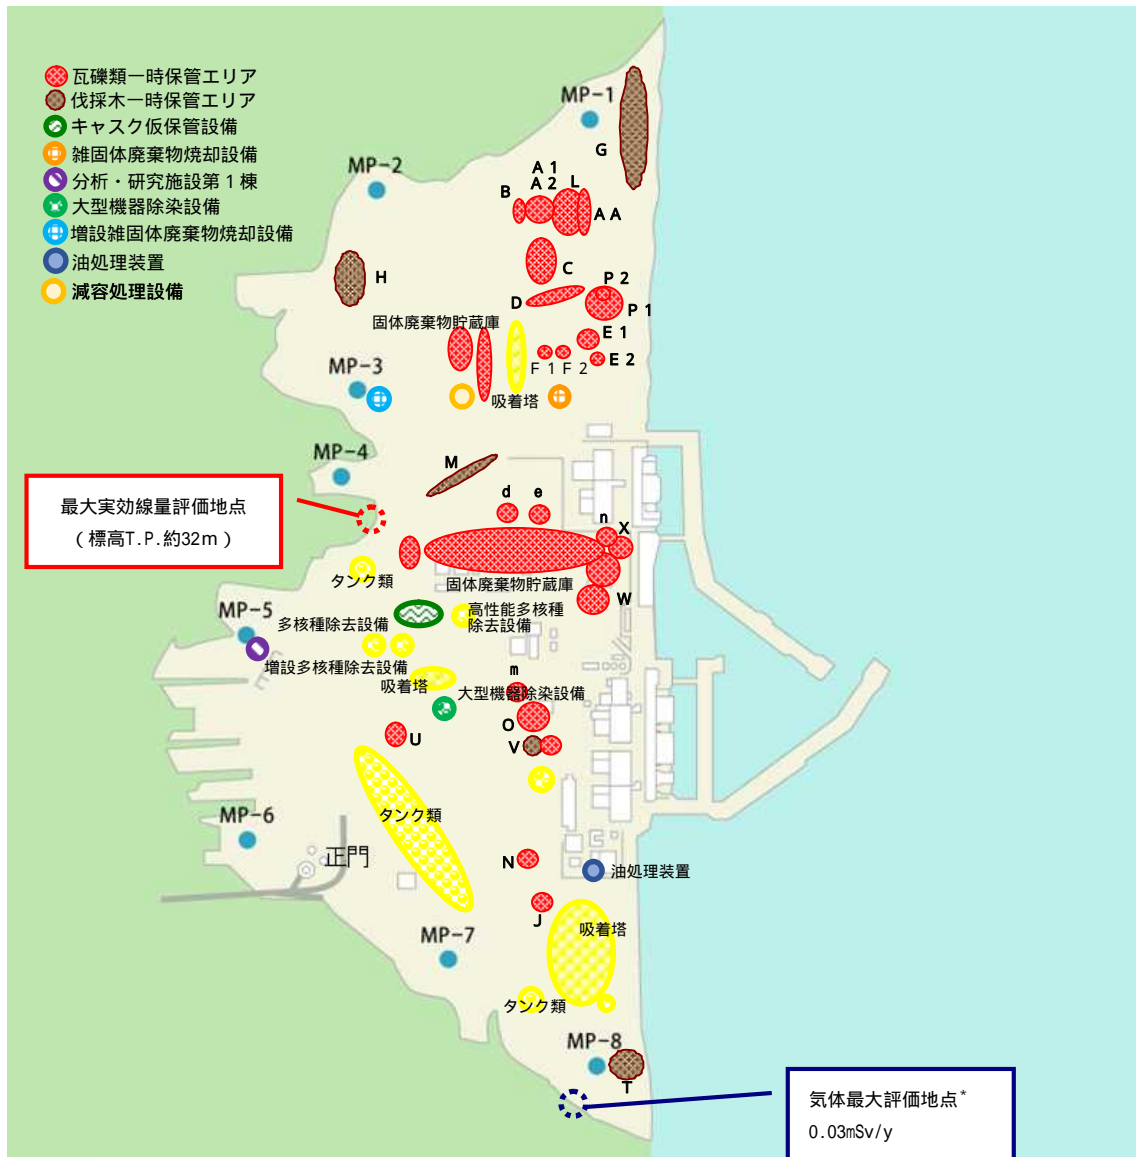 瓦礫類一時保管エリア
伐採木一時保管エリア
キャスク仮保管設備
雑固体廃棄物焼却設備
分析・研究施設第1棟
大型機器除染設備
増設雑固体廃棄物焼却設備
油処理装置
減容処理設備
MP-1
G
MP-2
A1
A2
L
B
AA
H
C
P2
D
P1
固体廃棄物貯蔵庫
E1
F1
F2
E2
MP-3
吸着塔
MP-4
M
最大実効線量評価地点
(標高T.P.約32m)
d
e
n
X
タンク類
固体廃棄物貯蔵庫
W
MP-5
多核種除去設備
高性能多核種
除去設備
増設多核種除去設備
吸着塔
m
大型機器除染設備
O
U
V
MP-6
タンク類
正門
N
油処理装置
J
吸着塔
MP-7
タンク類
MP-8
T
気体最大評価地点*
0.03mSv/y